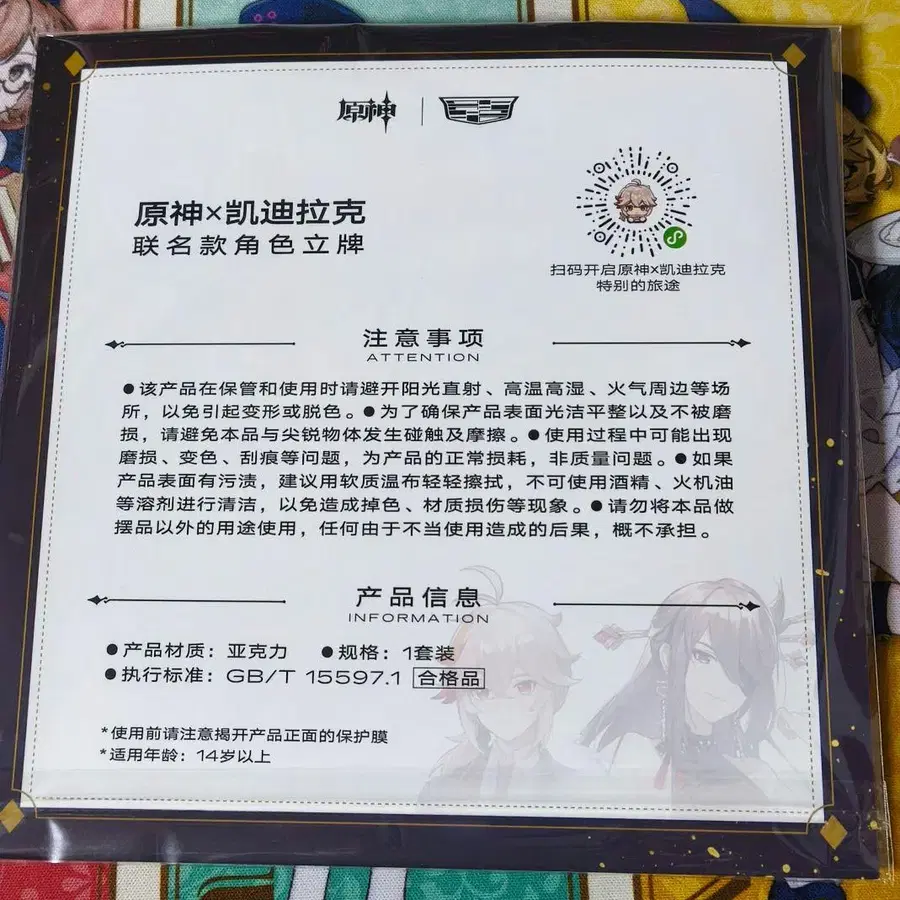 原神
原神×凯迪拉克
联名款角色立牌
扫码开启原神×凯迪拉克
特别的旅途
注意事项
ATTENTION
●该产品在保管和使用时请避开阳光直射、高温高湿、火气周边等场
所，以免引起变形或脱色。●为了确保产品表面光洁平整以及不被磨
损，请避免本品与尖锐物体发生碰触及摩擦。●使用过程中可能出现
磨损、变色、刮痕等问题，为产品的正常损耗，非质量问题。●如果
产品表面有污渍，建议用软质温布轻轻擦拭，不可使用酒精、火机油
等溶剂进行清洁，以免造成掉色、材质损伤等现象。●请勿将本品做
摆品以外的用途使用，任何由于不当使用造成的后果，概不承担。
产品信息
INFORMATION
●产品材质：亚克力 ●规格：1套装
●执行标准：GB/T 15597.1 合格品
*使用前请注意揭开产品正面的保护膜
*适用年龄：14岁以上